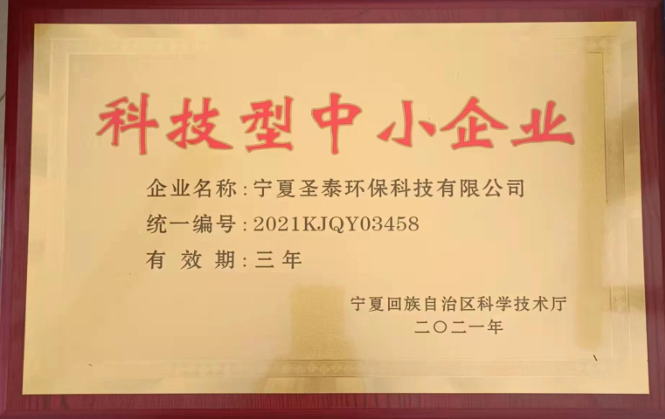 科技型中小企业
企业名称:宁夏圣泰环保科技有限公司
统一编号:2021KJQY03458
有效期:三年
宁夏回族自治区科学技术厅
二〇二一年